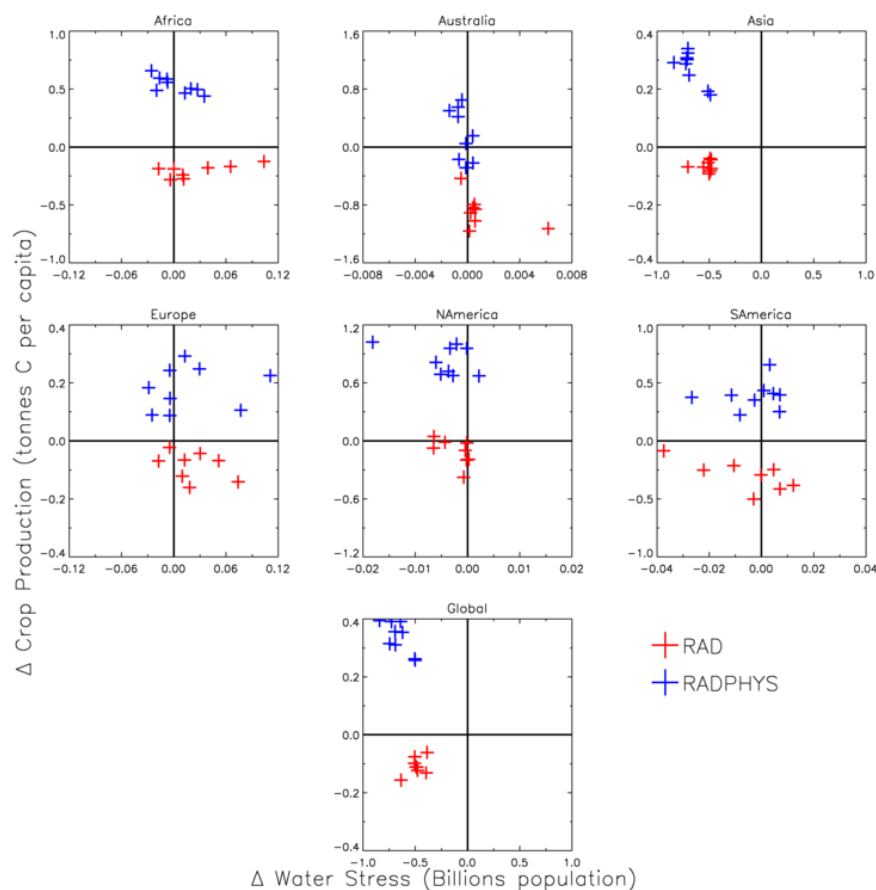 Africa
Australia
Asia
1.0
0.5
0.0
-0.5
-1.0
-0.12 -0.06 0.00 0.06 0.12
1.6
0.8
0.0
-0.8
-1.6
-0.008 -0.004 0.000 0.004 0.008
0.4
0.2
0.0
-0.2
-0.4
-1.0 -0.5 0.0 0.5 1.0
Δ Crop Production (tonnes C per capita)
Europe
NAmerica
SAmerica
0.4
0.2
0.0
-0.2
-0.4
-0.12 -0.06 0.00 0.06 0.12
1.2
0.6
0.0
-0.6
-1.2
-0.02 -0.01 0.00 0.01 0.02
1.0
0.5
0.0
-0.5
-1.0
-0.04 -0.02 0.00 0.02 0.04
Global
0.4
0.2
0.0
-0.2
-0.4
-1.0 -0.5 0.0 0.5 1.0
RAD
RADPHYS
Δ Water Stress (Billions population)